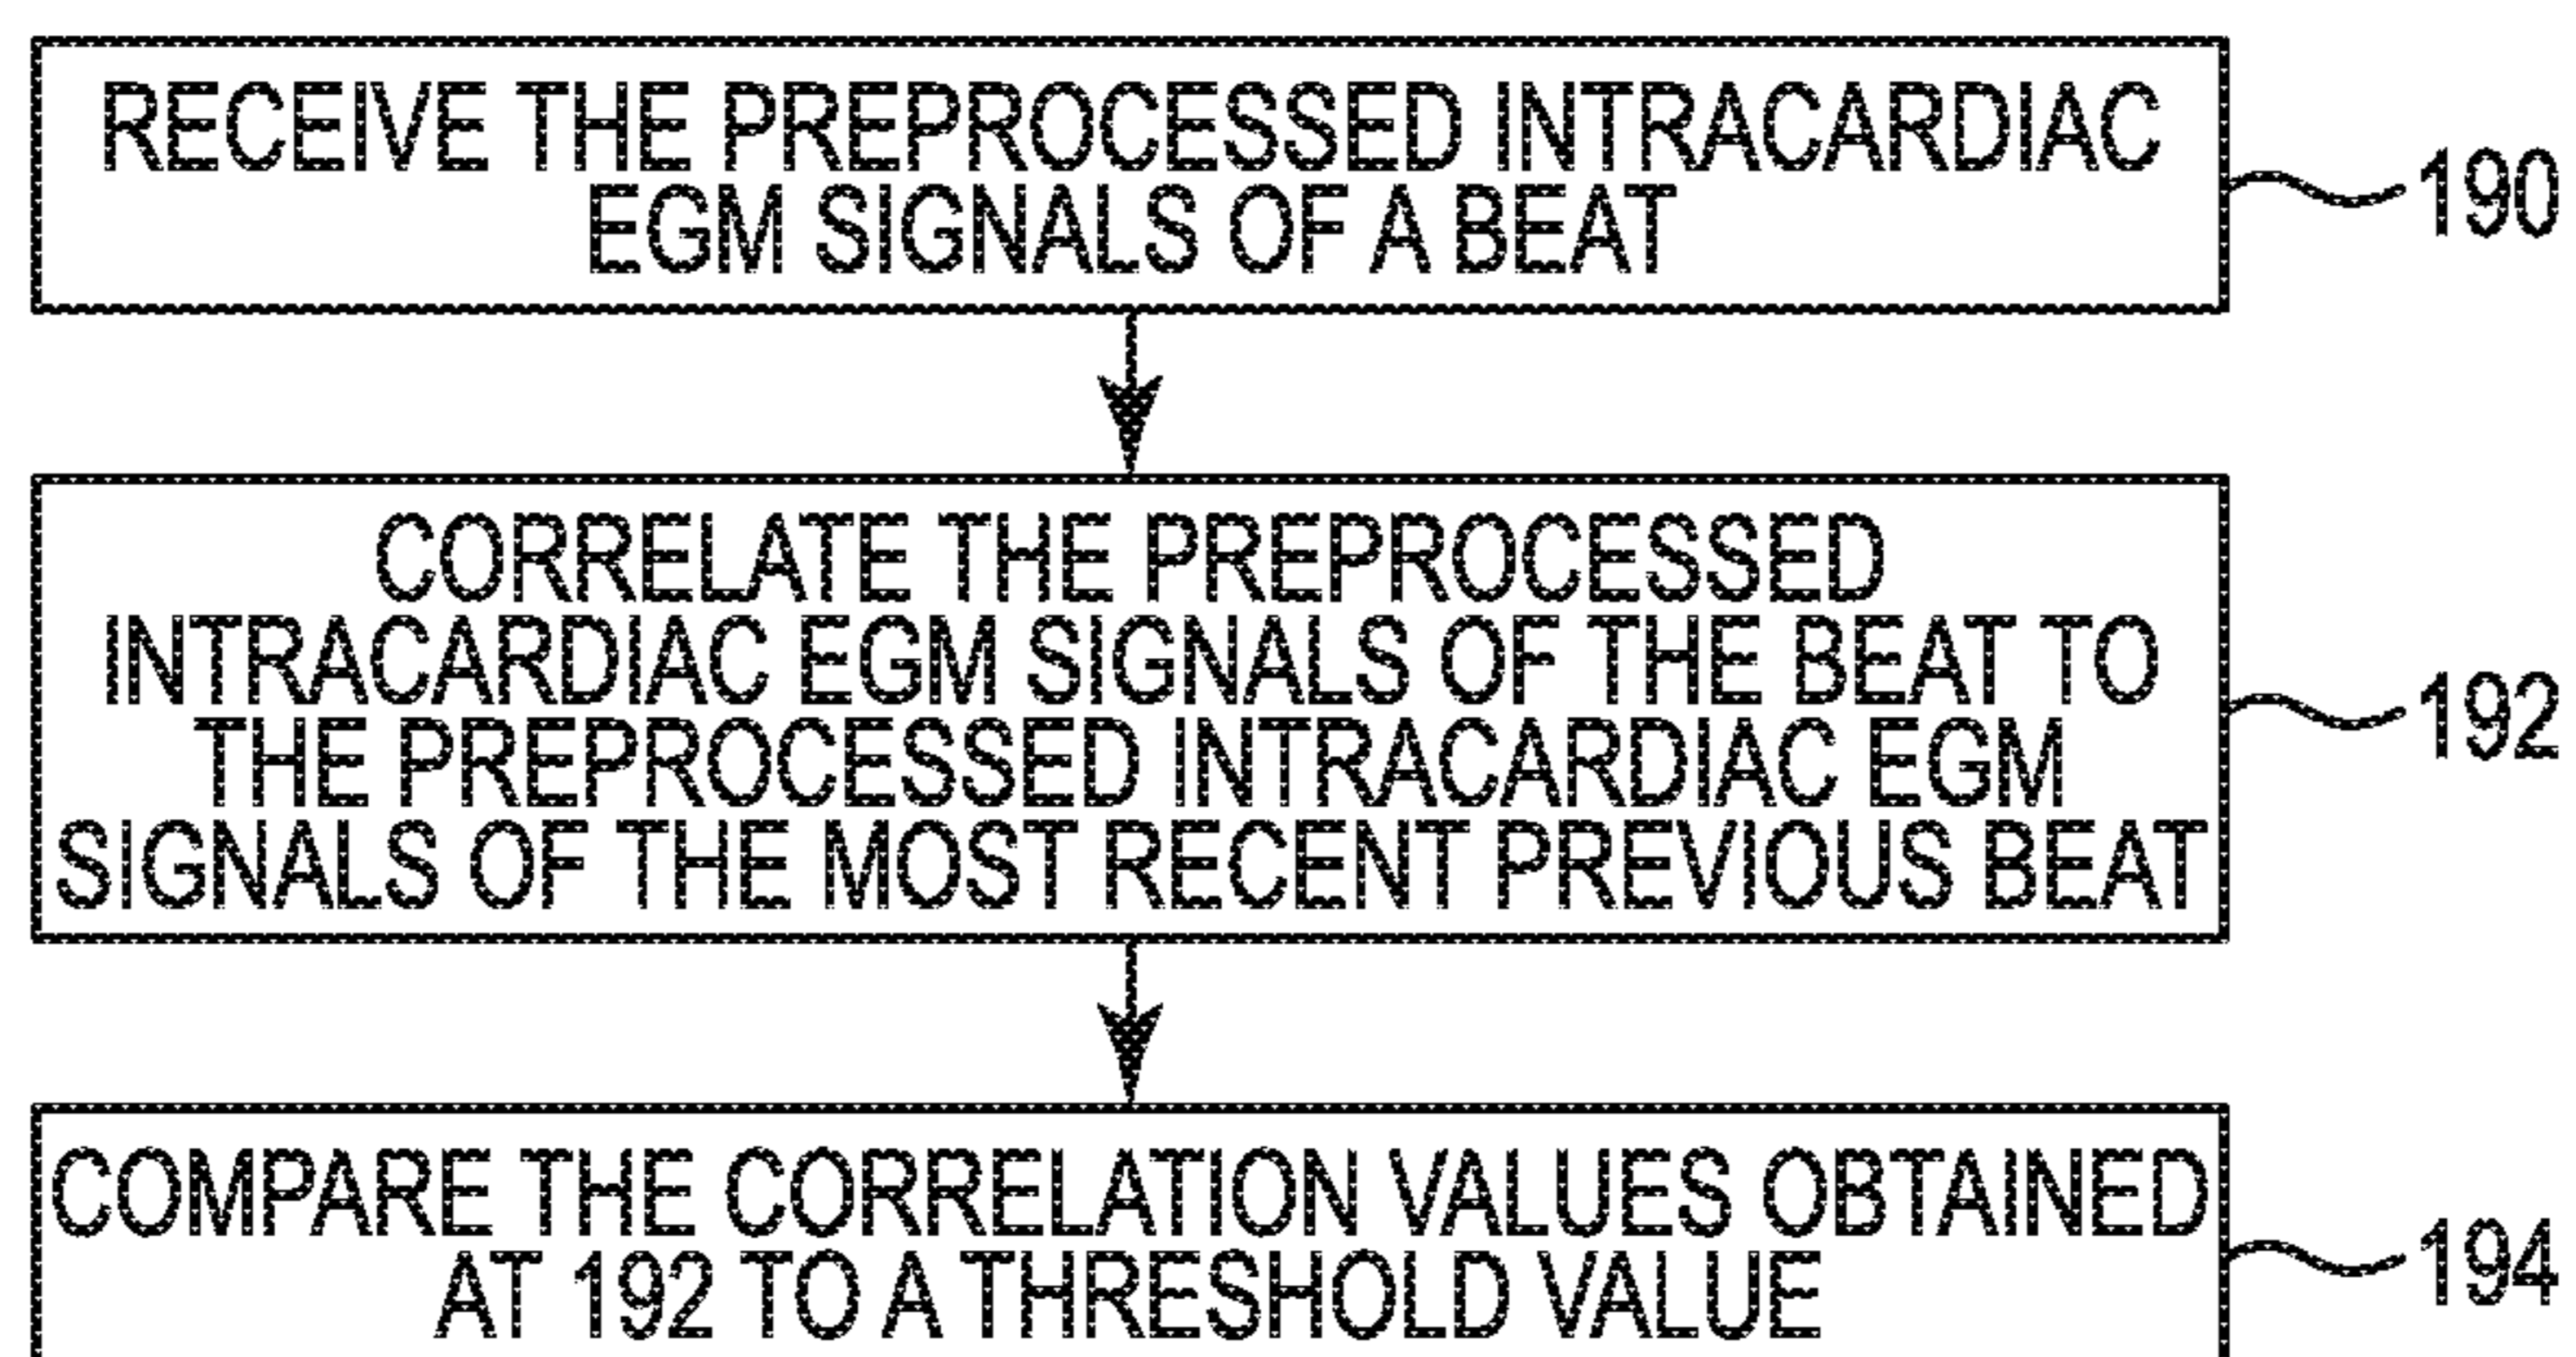 RECEIVE THE PREPROCESSED INTRACARDIAC
EGM SIGNALS OF A BEAT
190
CORRELATE THE PREPROCESSED
INTRACARDIAC EGM SIGNALS OF THE BEAT TO
THE PREPROCESSED INTRACARDIAC EGM
SIGNALS OF THE MOST RECENT PREVIOUS BEAT
192
COMPARE THE CORRELATION VALUES OBTAINED
AT 192 TO A THRESHOLD VALUE
194